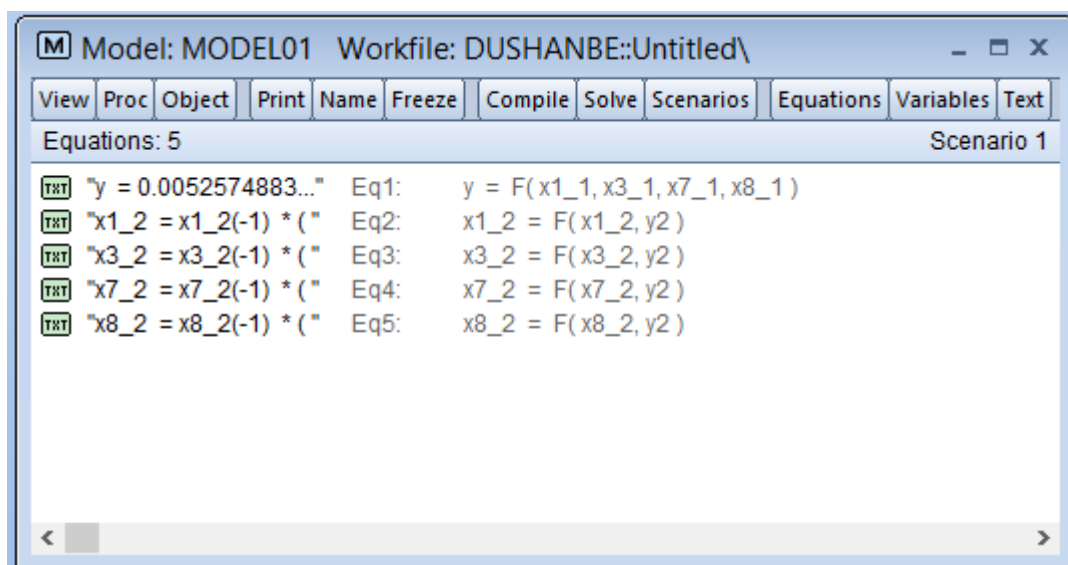 M Model: MODEL01 Workfile: DUSHANBE::Untitled\
View Proc Object Print Name Freeze Compile Solve Scenarios Equations Variables Text
Equations: 5 Scenario 1
TXT "y = 0.0052574883..." Eq1: y = F( x1_1, x3_1, x7_1, x8_1 )
TXT "x1_2 = x1_2(-1) * (" Eq2: x1_2 = F( x1_2, y2 )
TXT "x3_2 = x3_2(-1) * (" Eq3: x3_2 = F( x3_2, y2 )
TXT "x7_2 = x7_2(-1) * (" Eq4: x7_2 = F( x7_2, y2 )
TXT "x8_2 = x8_2(-1) * (" Eq5: x8_2 = F( x8_2, y2 )